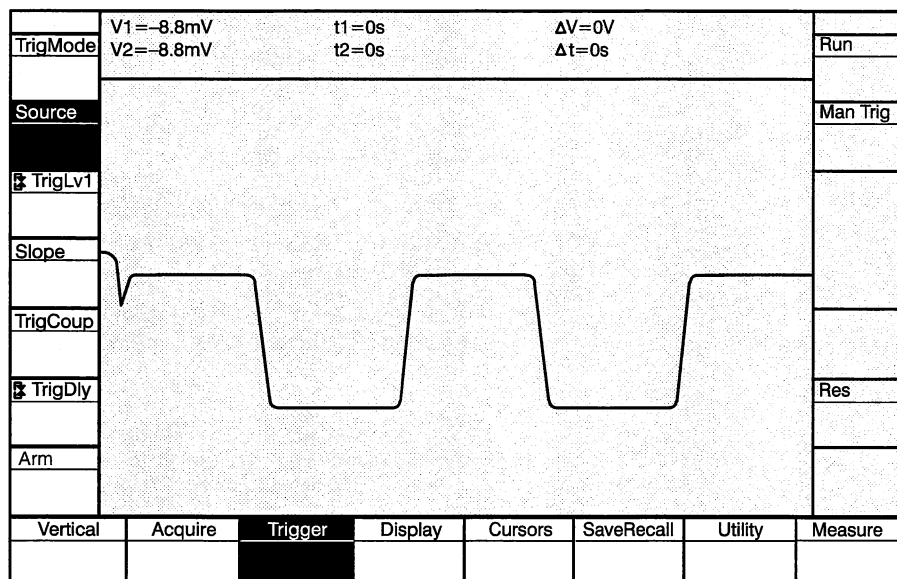 V1=–8.8mV t1=0s ΔV=0V
V2=–8.8mV t2=0s Δt=0s
TrigMode
Source
TrigLv1
Slope
TrigCoup
TrigDly
Arm
Run
Man Trig
Res
Vertical Acquire Trigger Display Cursors SaveRecall Utility Measure